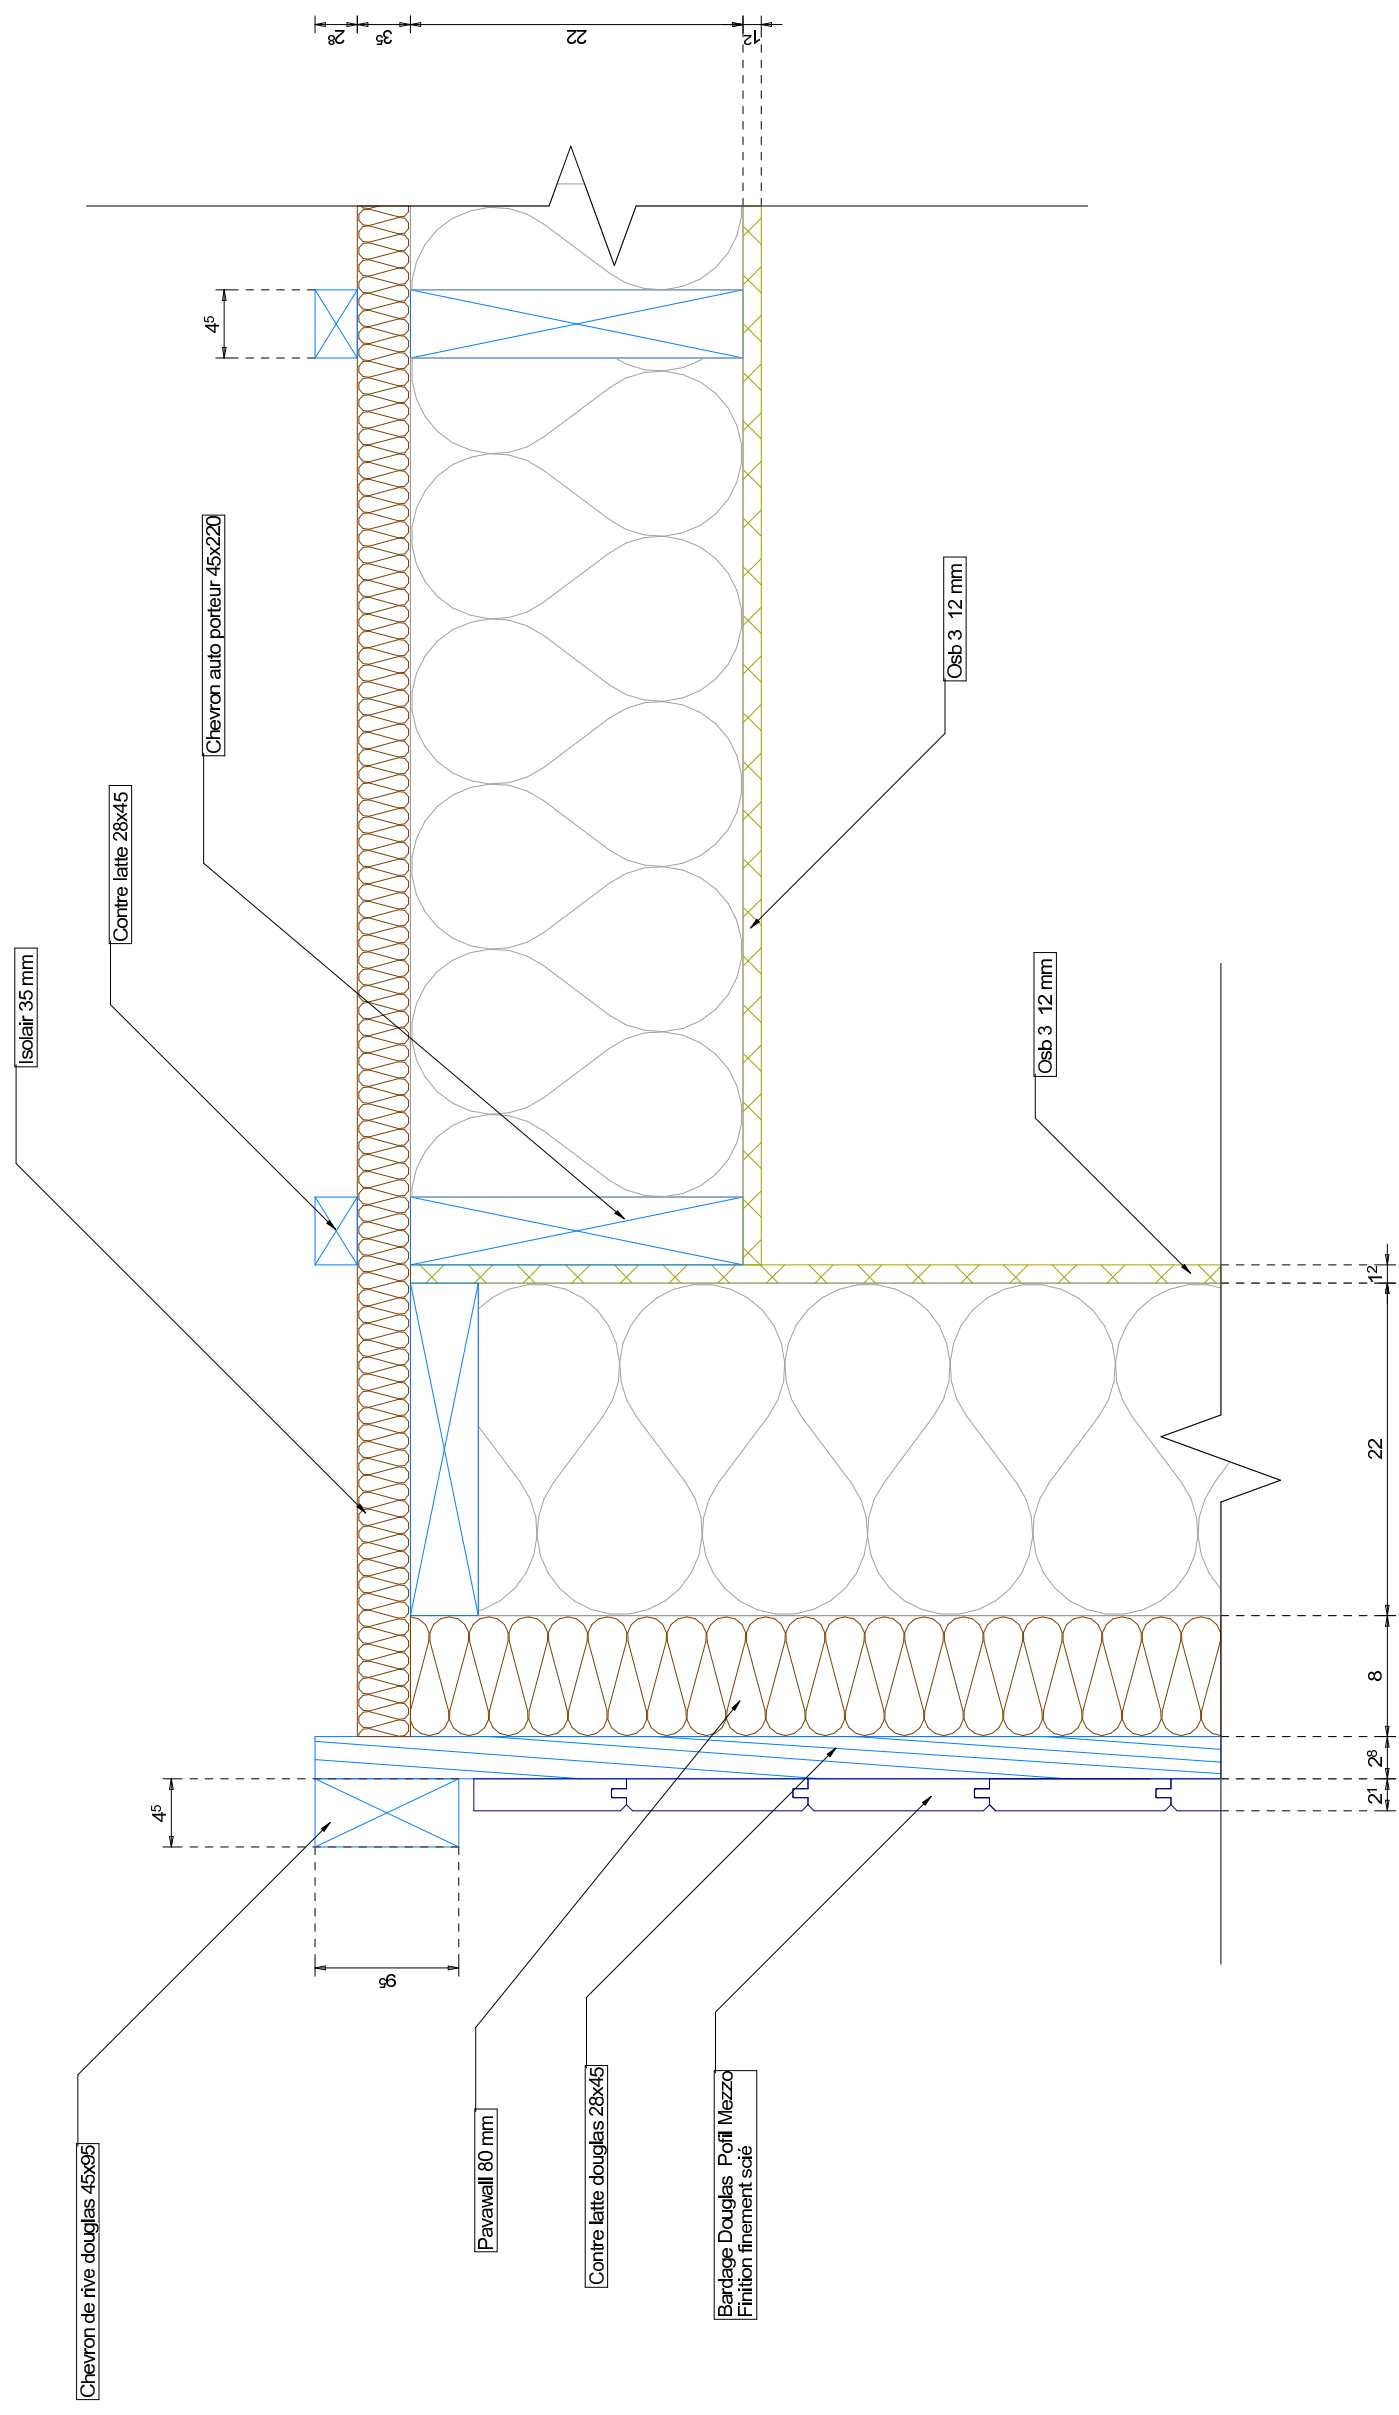 Isolair 35 mm
Contre latte 28x45
Chevron auto porteur 45x220
Osb 3  12 mm
Osb 3  12 mm
Chevron de rive douglas 45x95
Pavawall 80 mm
Contre latte douglas 28x45
Bardage Douglas  Pofil Mezzo
Finition finement scié
2⁸
3⁵
22
1²
4⁵
4⁵
9⁵
1²
22
8
2⁸
2¹